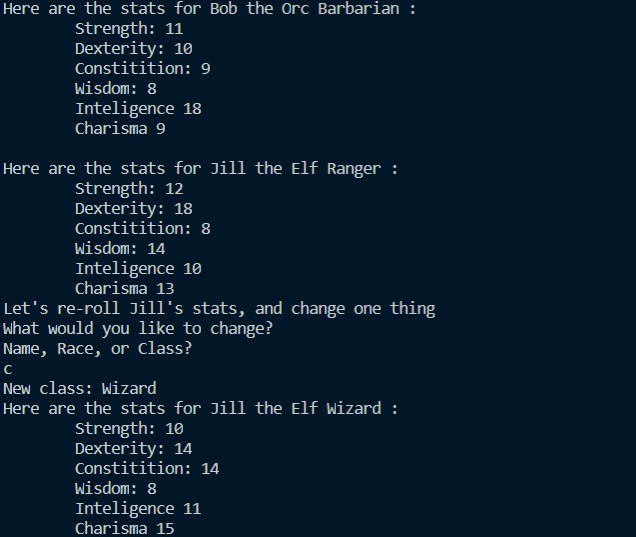 Here are the stats for Bob the Orc Barbarian :
Strength: 11
Dexterity: 10
Constitition: 9
Wisdom: 8
Inteligence 18
Charisma 9
Here are the stats for Jill the Elf Ranger :
Strength: 12
Dexterity: 18
Constitition: 8
Wisdom: 14
Inteligence 10
Charisma 13
Let's re-roll Jill's stats, and change one thing
What would you like to change?
Name, Race, or Class?
c
New class: Wizard
Here are the stats for Jill the Elf Wizard :
Strength: 10
Dexterity: 14
Constitition: 14
Wisdom: 8
Inteligence 11
Charisma 15